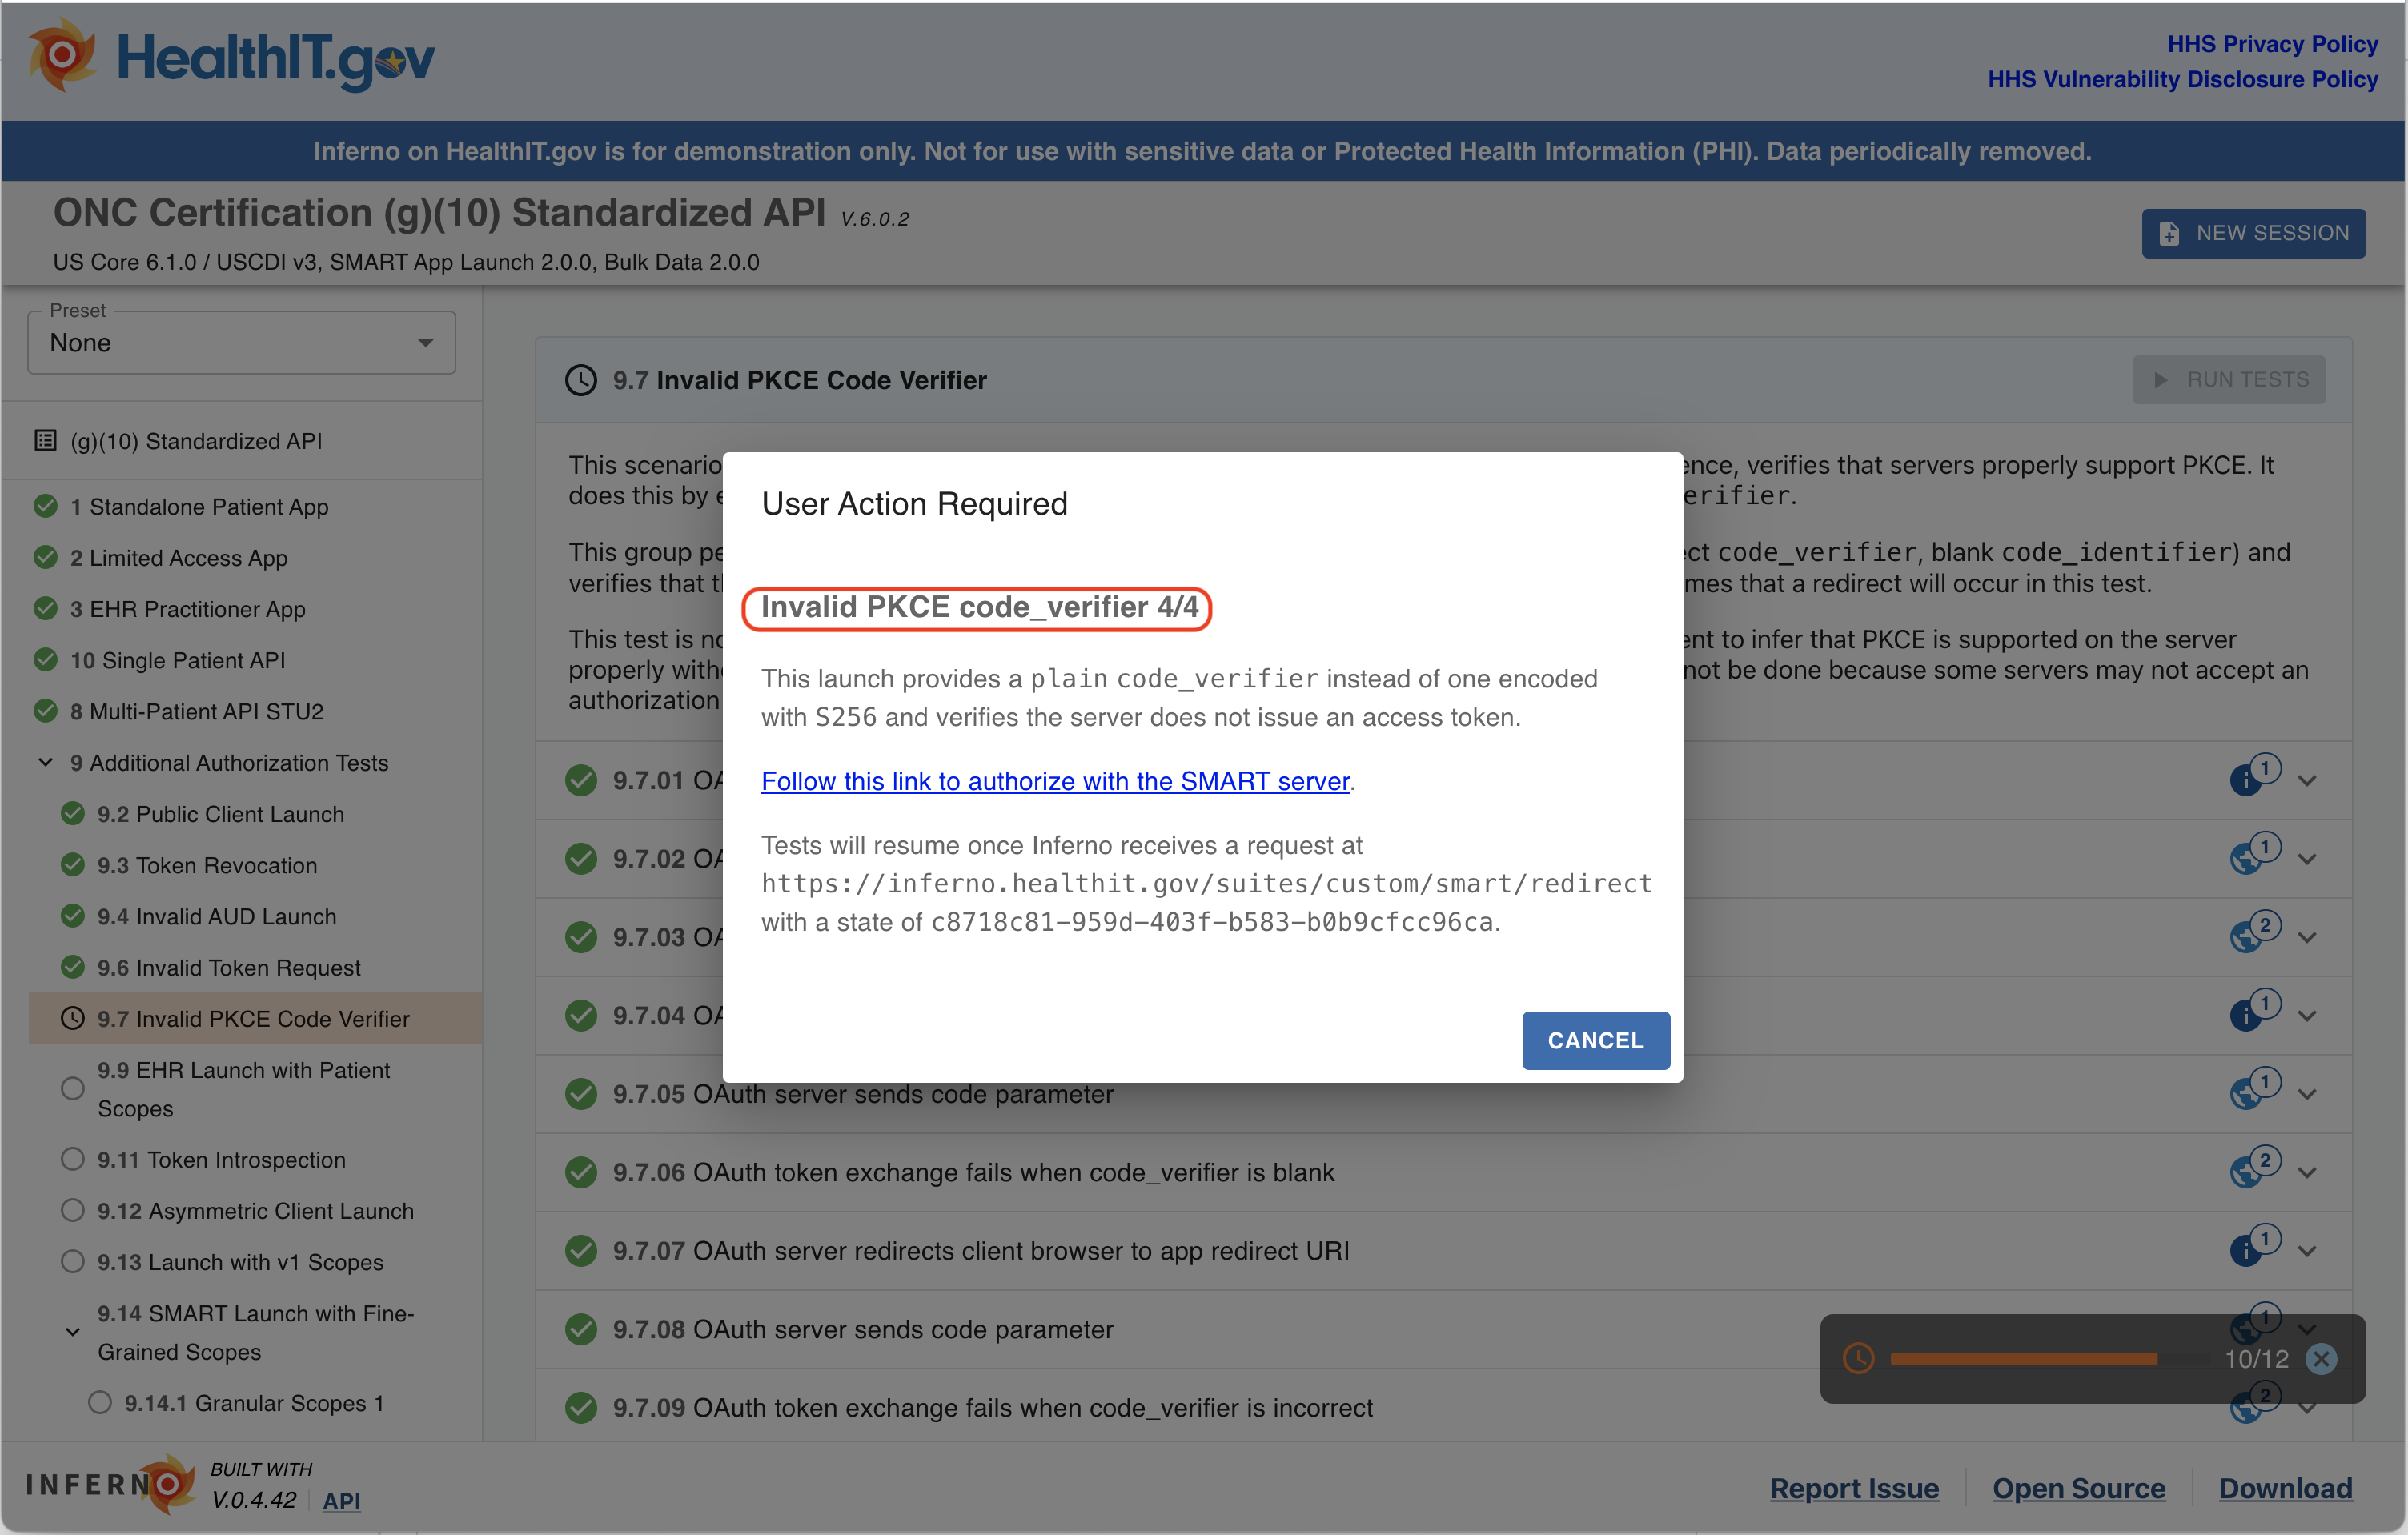 HealthIT.gov
HHS Privacy Policy
HHS Vulnerability Disclosure Policy
Inferno on HealthIT.gov is for demonstration only. Not for use with sensitive data or Protected Health Information (PHI). Data periodically removed.
ONC Certification (g)(10) Standardized API V.6.0.2
US Core 6.1.0 / USCDI v3, SMART App Launch 2.0.0, Bulk Data 2.0.0
NEW SESSION
Preset
None
(g)(10) Standardized API
1 Standalone Patient App
2 Limited Access App
3 EHR Practitioner App
10 Single Patient API
8 Multi-Patient API STU2
9 Additional Authorization Tests
9.2 Public Client Launch
9.3 Token Revocation
9.4 Invalid AUD Launch
9.6 Invalid Token Request
9.7 Invalid PKCE Code Verifier
9.9 EHR Launch with Patient
Scopes
9.11 Token Introspection
9.12 Asymmetric Client Launch
9.13 Launch with v1 Scopes
9.14 SMART Launch with Fine-
Grained Scopes
9.14.1 Granular Scopes 1
9.7 Invalid PKCE Code Verifier
RUN TESTS
This scenario ence, verifies that servers properly support PKCE. It
does this by erifier.
This group ect code_verifier, blank code_identifier) and
verifies that mes that a redirect will occur in this test.
This test is ent to infer that PKCE is supported on the server
properly not be done because some servers may not accept an
authorization
User Action Required
Invalid PKCE code_verifier 4/4
This launch provides a plain code_verifier instead of one encoded
with S256 and verifies the server does not issue an access token.
Follow this link to authorize with the SMART server.
Tests will resume once Inferno receives a request at
https://inferno.healthit.gov/suites/custom/smart/redirect
with a state of c8718c81-959d-403f-b583-b0b9cfcc96ca.
CANCEL
9.7.01 OA 1
9.7.02 OA 1
9.7.03 OA 2
9.7.04 OA 1
9.7.05 OAuth server sends code parameter 1
9.7.06 OAuth token exchange fails when code_verifier is blank 2
9.7.07 OAuth server redirects client browser to app redirect URI 1
9.7.08 OAuth server sends code parameter 1
10/12
9.7.09 OAuth token exchange fails when code_verifier is incorrect 2
INFERNO
BUILT WITH
V.0.4.42
API
Report Issue
Open Source
Download